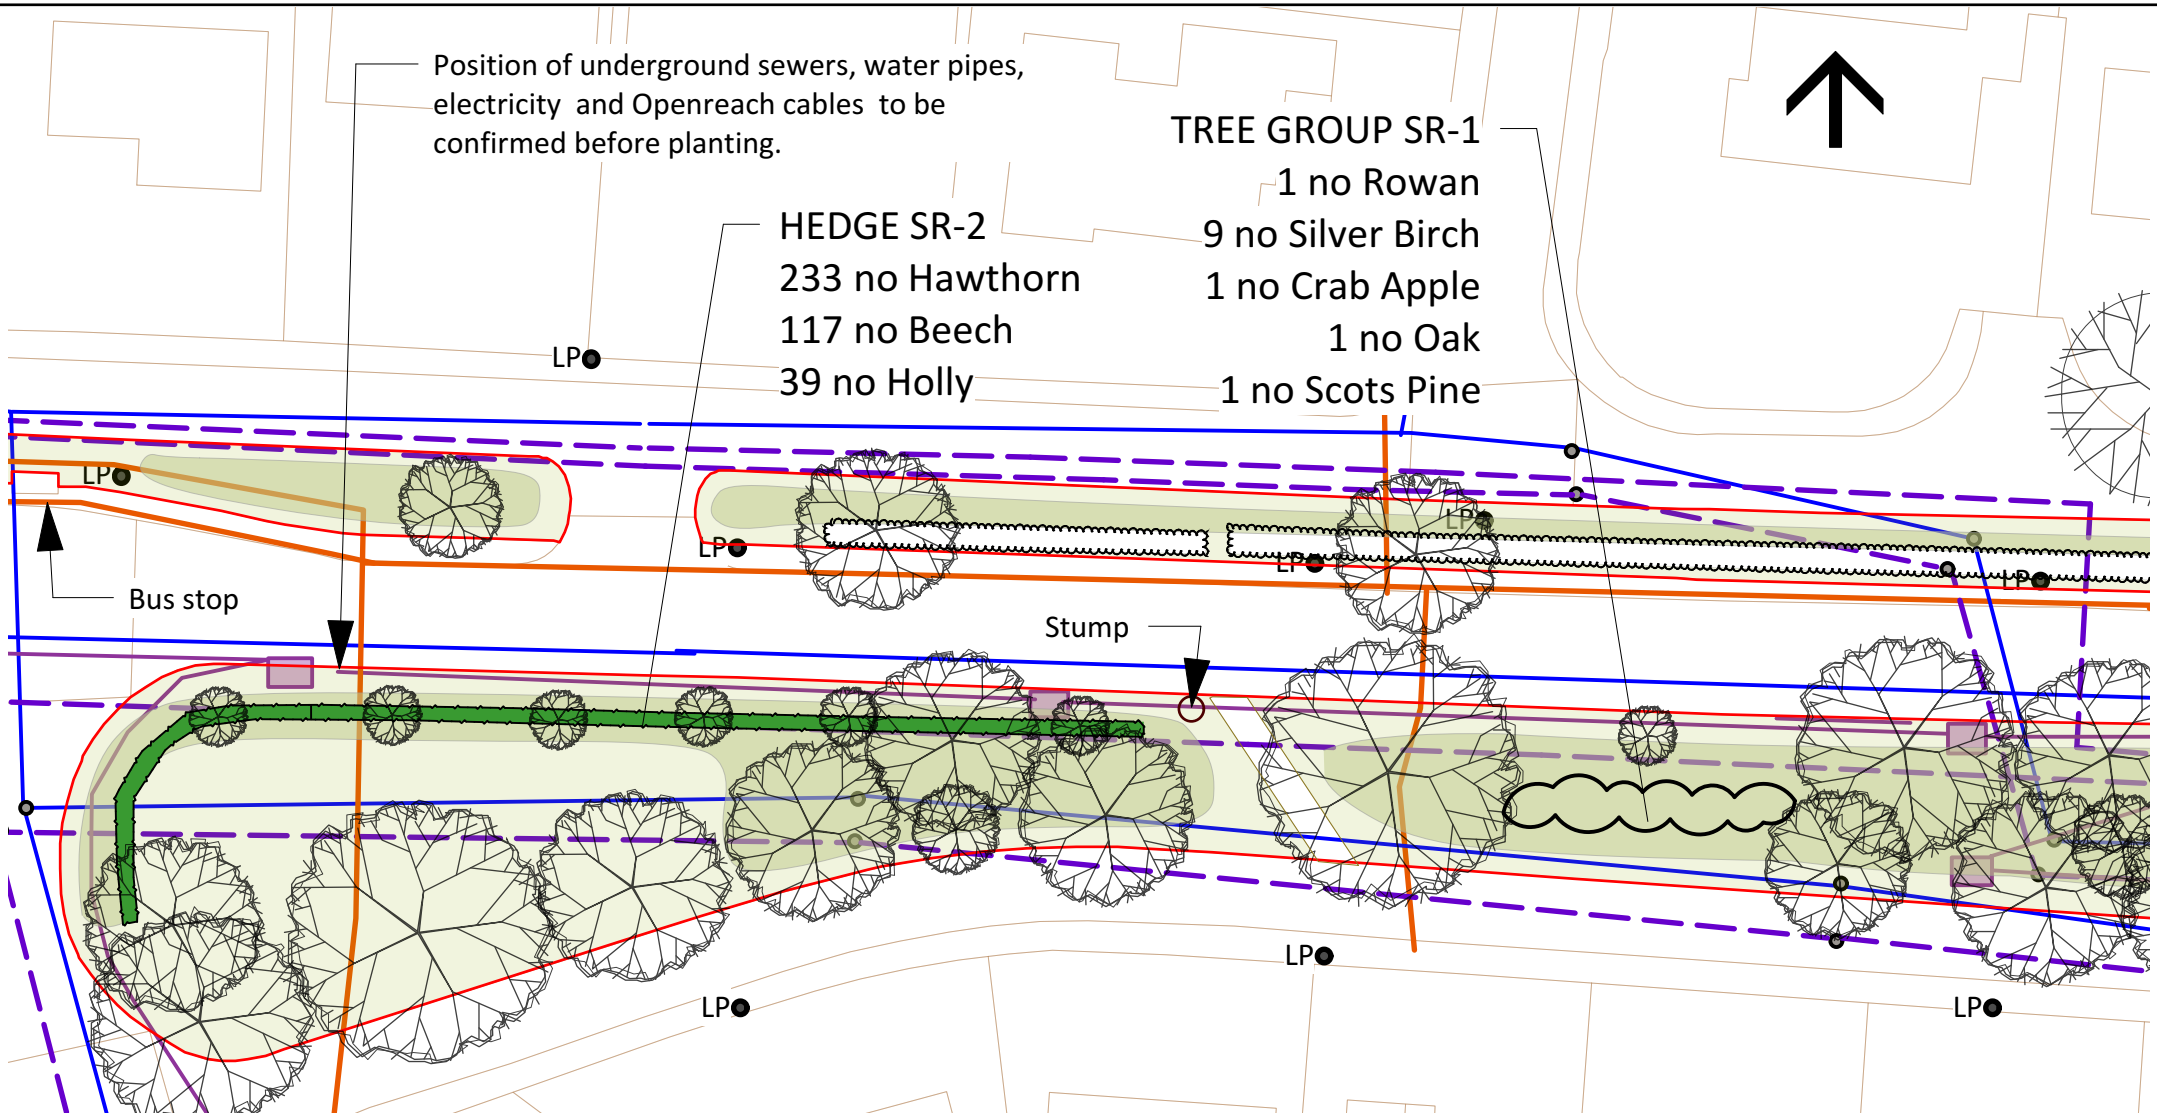 Position of underground sewers, water pipes,
electricity and Openreach cables to be
confirmed before planting.
TREE GROUP SR-1
1 no Rowan
9 no Silver Birch
1 no Crab Apple
1 no Oak
1 no Scots Pine
HEDGE SR-2
233 no Hawthorn
117 no Beech
39 no Holly
LP
LP
LP
LP
LP
LP
Bus stop
Stump
LP
LP
LP